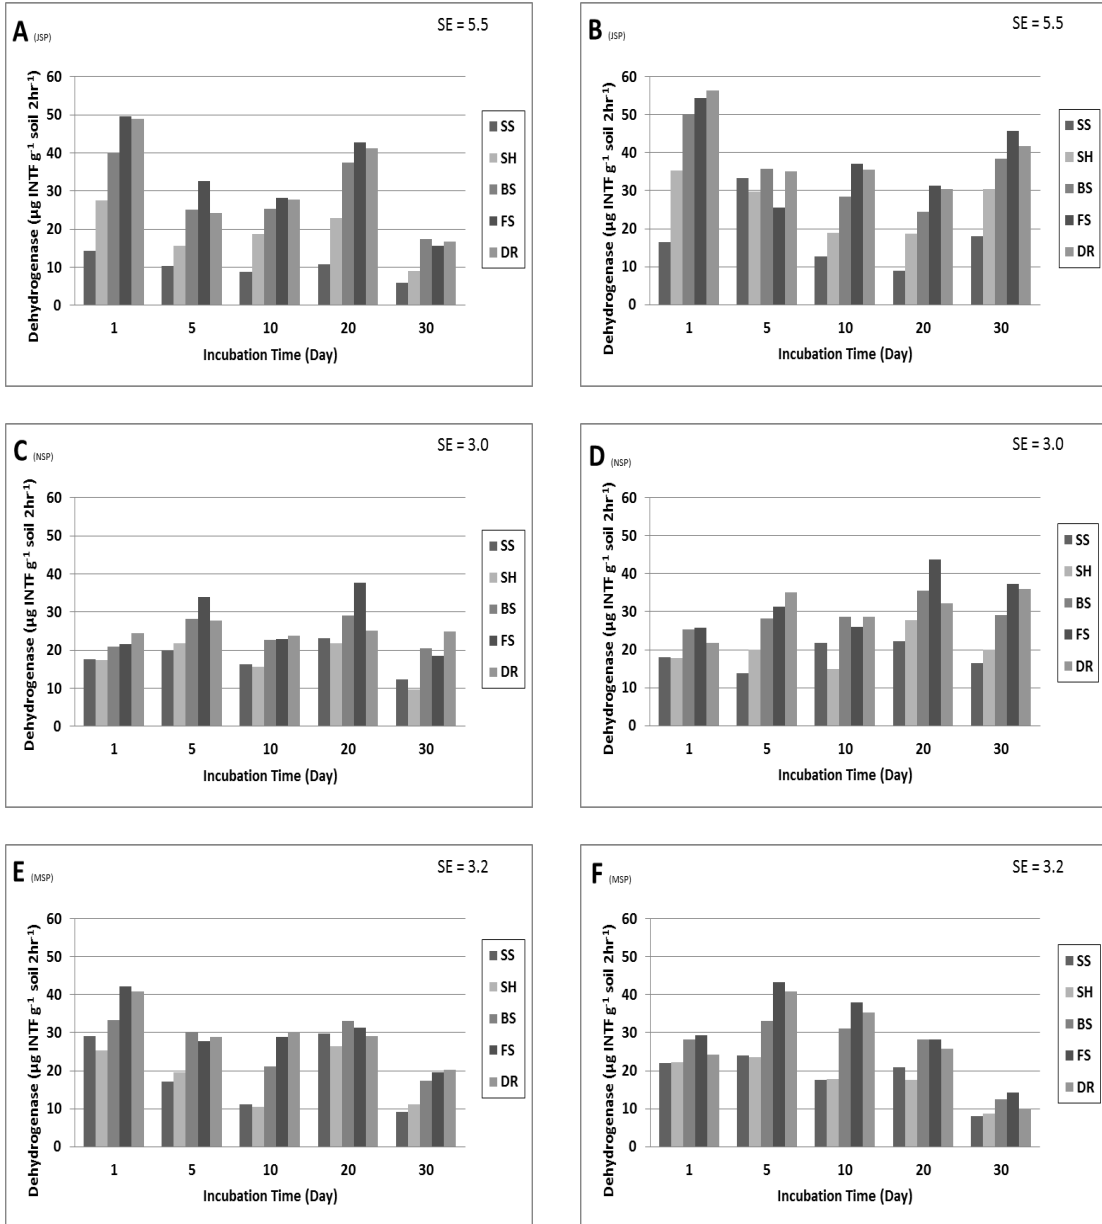 A (JSP)
SE = 5.5
Dehydrogenase (µg INTF g⁻¹ soil 2hr⁻¹)
60
50
40
30
20
10
0
1 5 10 20 30
Incubation Time (Day)
SS
SH
BS
FS
DR
B (JSP)
SE = 5.5
Dehydrogenase (µg INTF g⁻¹ soil 2hr⁻¹)
60
50
40
30
20
10
0
1 5 10 20 30
Incubation Time (Day)
SS
SH
BS
FS
DR
C (NSP)
SE = 3.0
Dehydrogenase (µg INTF g⁻¹ soil 2hr⁻¹)
60
50
40
30
20
10
0
1 5 10 20 30
Incubation Time (Day)
SS
SH
BS
FS
DR
D (NSP)
SE = 3.0
Dehydrogenase (µg INTF g⁻¹ soil 2hr⁻¹)
60
50
40
30
20
10
0
1 5 10 20 30
Incubation Time (Day)
SS
SH
BS
FS
DR
E (MSP)
SE = 3.2
Dehydrogenase (µg INTF g⁻¹ soil 2hr⁻¹)
60
50
40
30
20
10
0
1 5 10 20 30
Incubation Time (Day)
SS
SH
BS
FS
DR
F (MSP)
SE = 3.2
Dehydrogenase (µg INTF g⁻¹ soil 2hr⁻¹)
60
50
40
30
20
10
0
1 5 10 20 30
Incubation Time (Day)
SS
SH
BS
FS
DR